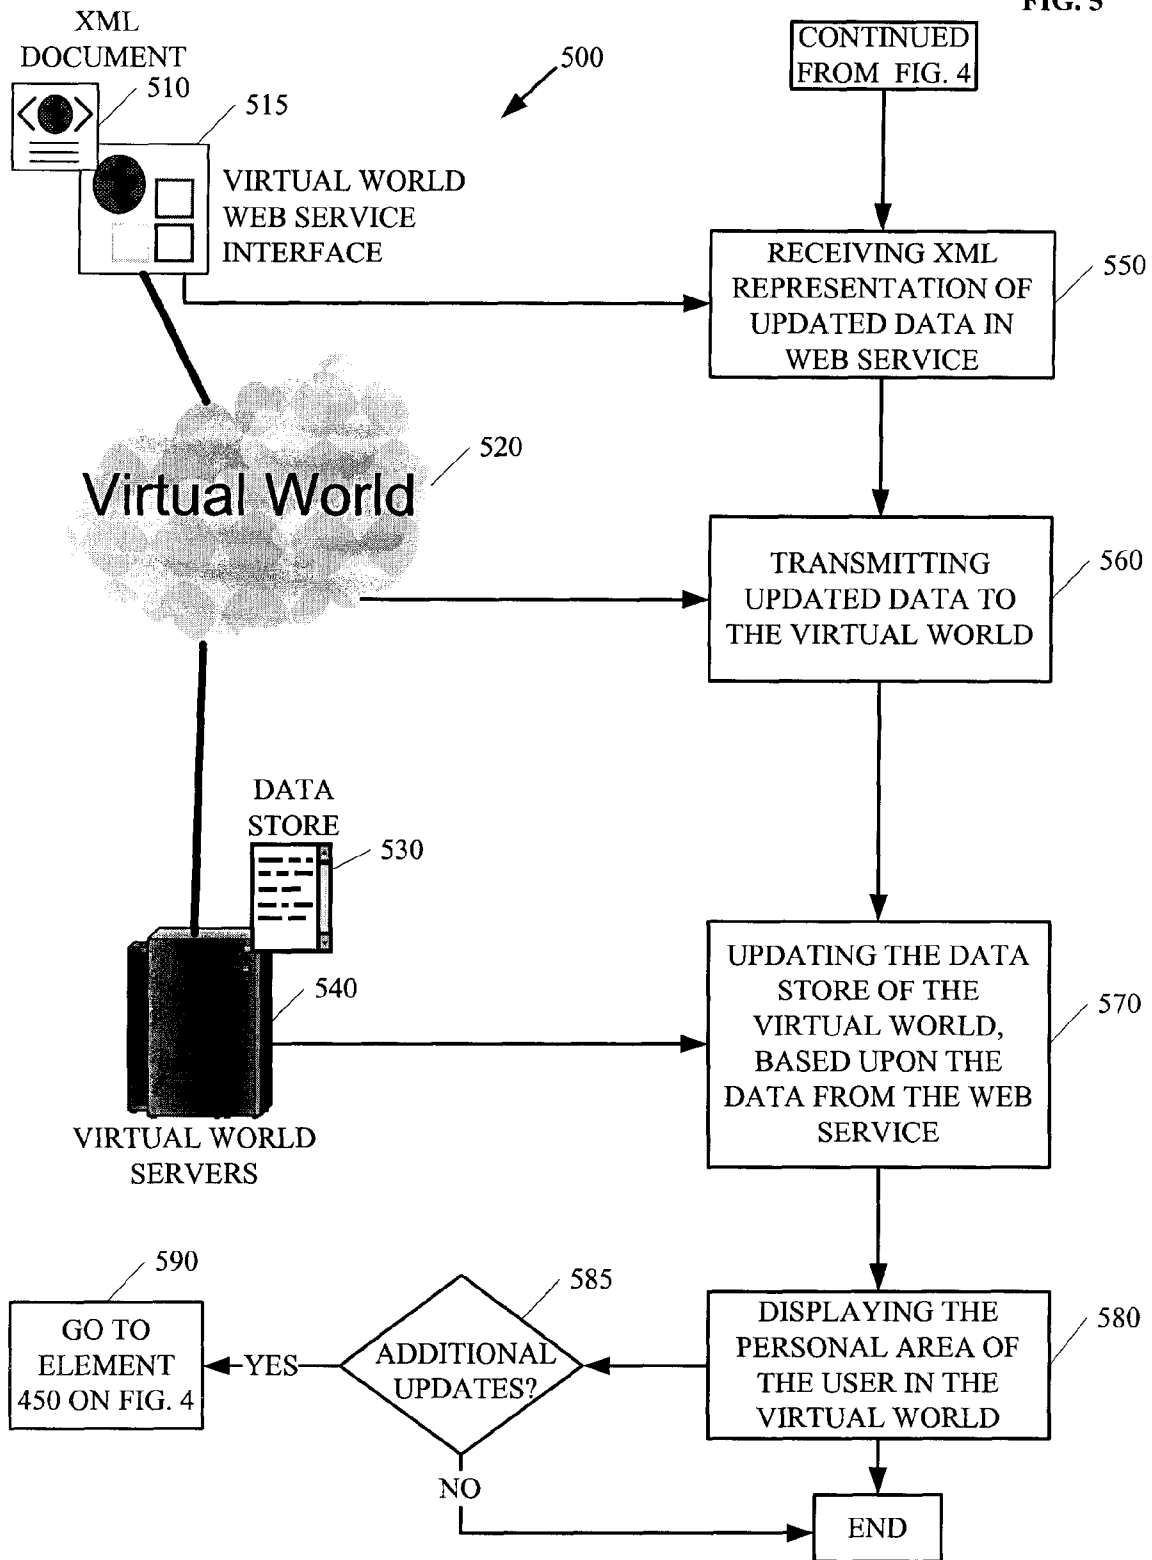 FIG. 5
XML
DOCUMENT
510
515
500
CONTINUED
FROM FIG. 4
VIRTUAL WORLD
WEB SERVICE
INTERFACE
RECEIVING XML
REPRESENTATION OF
UPDATED DATA IN
WEB SERVICE
550
Virtual World
520
TRANSMITTING
UPDATED DATA TO
THE VIRTUAL WORLD
560
DATA
STORE
530
540
VIRTUAL WORLD
SERVERS
UPDATING THE DATA
STORE OF THE
VIRTUAL WORLD,
BASED UPON THE
DATA FROM THE WEB
SERVICE
570
590
GO TO
ELEMENT
450 ON FIG. 4
YES
585
ADDITIONAL
UPDATES?
DISPLAYING THE
PERSONAL AREA OF
THE USER IN THE
VIRTUAL WORLD
580
NO
END